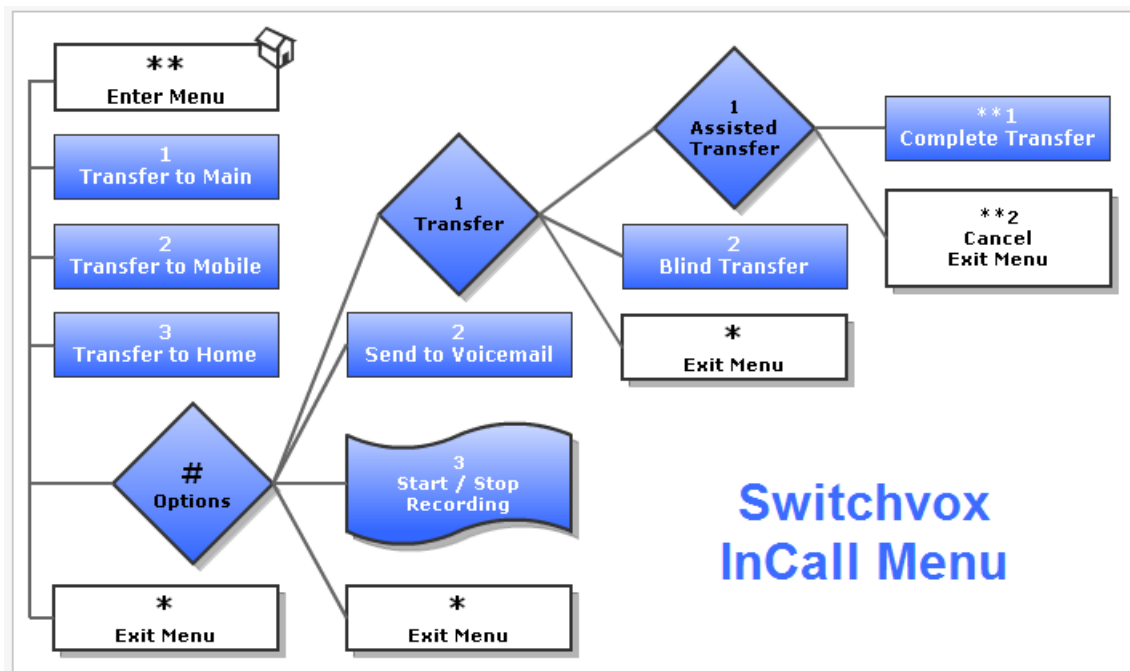 **
Enter Menu
1
Transfer to Main
2
Transfer to Mobile
3
Transfer to Home
#
Options
*
Exit Menu
1
Transfer
2
Send to Voicemail
3
Start / Stop
Recording
*
Exit Menu
1
Assisted
Transfer
2
Blind Transfer
*
Exit Menu
**1
Complete Transfer
**2
Cancel
Exit Menu
Switchvox
InCall Menu